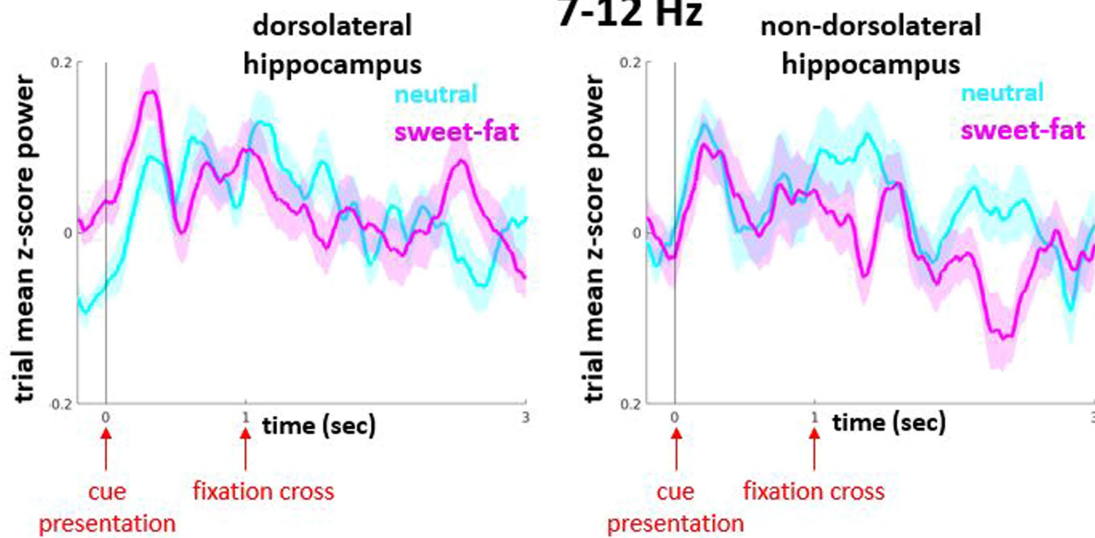 7-12 Hz
dorsolateral
hippocampus
neutral
sweet-fat
trial mean z-score power
0.2
0
-0.2
0
1
3
time (sec)
cue
presentation
fixation cross
non-dorsolateral
hippocampus
neutral
sweet-fat
trial mean z-score power
0.2
0
0.2
0
1
3
time (sec)
cue
presentation
fixation cross